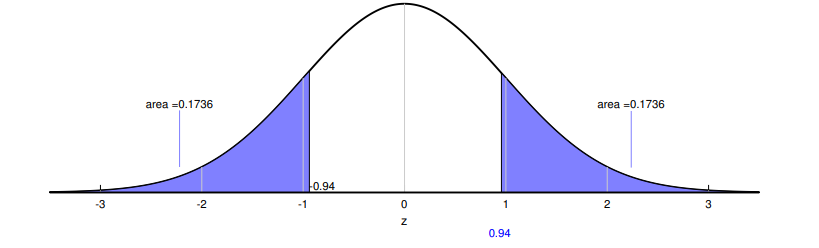 area =0.1736
area =0.1736
-0.94
-3 -2 -1 0 1 2 3
z
0.94